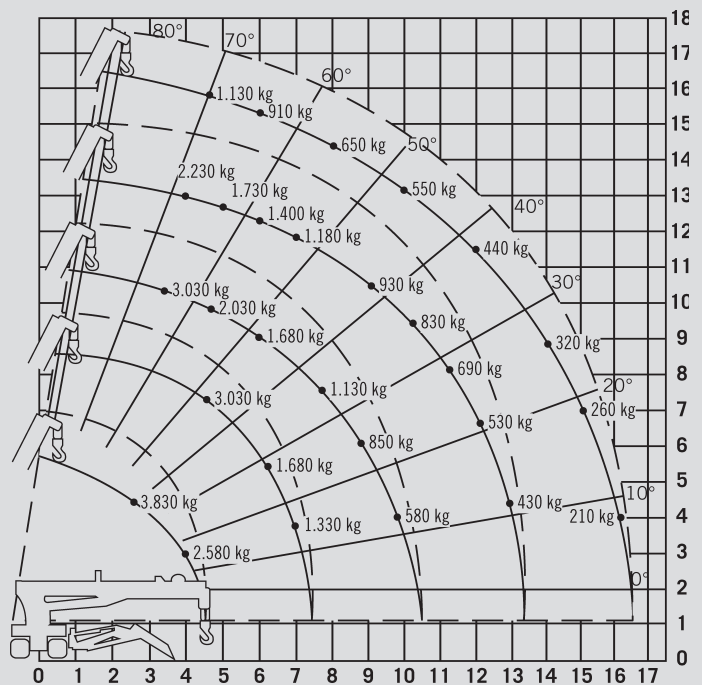 18
80°
70°
17
60°
16
1.130 kg
910 kg
15
650 kg
50°
14
2.230 kg
1.730 kg
550 kg
13
1.400 kg
40°
1.180 kg
12
440 kg
11
930 kg
30°
3.030 kg
2.030 kg
10
830 kg
1.680 kg
320 kg
9
690 kg
8
1.130 kg
20°
3.030 kg
260 kg
7
530 kg
850 kg
6
1.680 kg
5
3.830 kg
430 kg
10°
1.330 kg
580 kg
210 kg
4
2.580 kg
3
0°
2
1
0
0 1 2 3 4 5 6 7 8 9 10 11 12 13 14 15 16 17